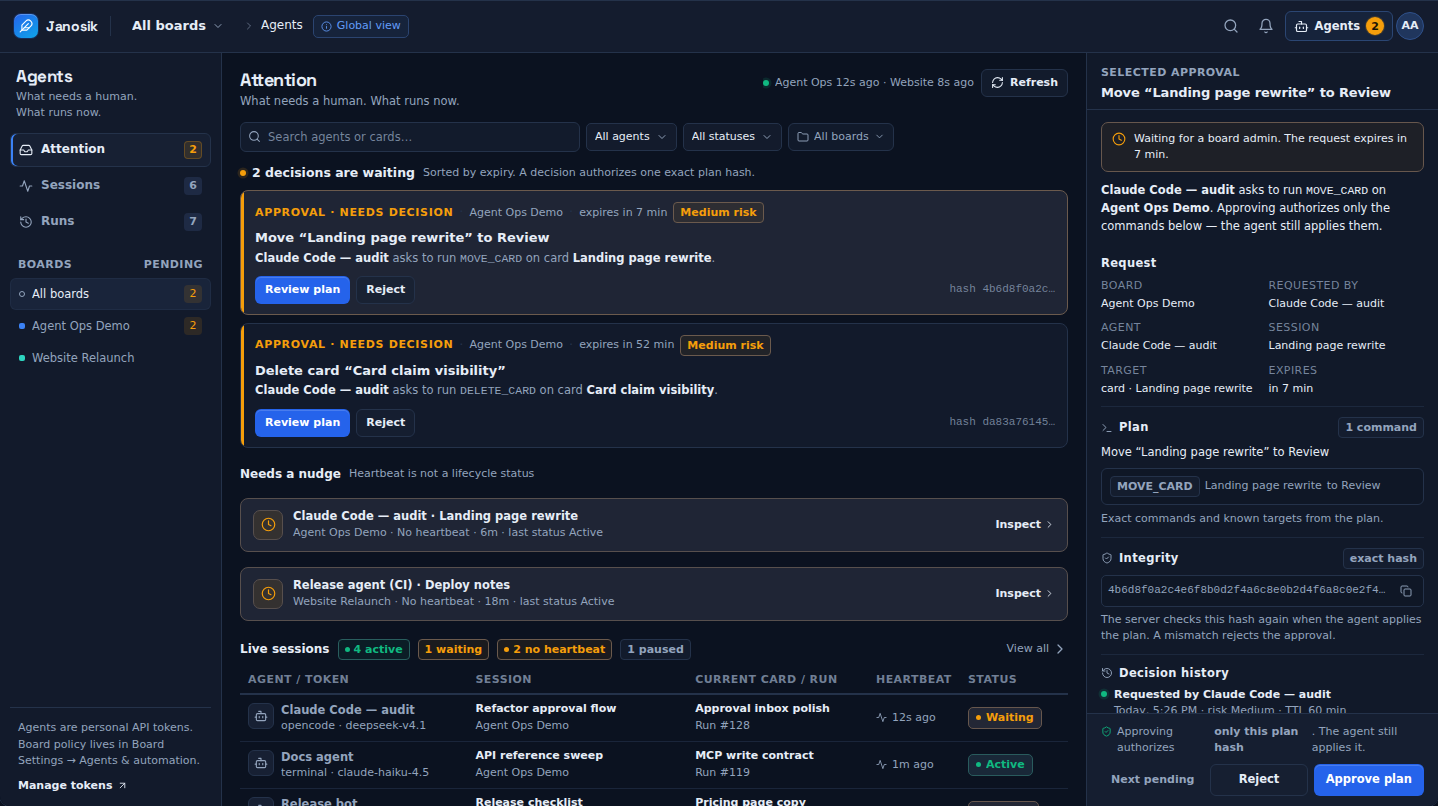 Janosik
All boards
Agents
Global view
Agents 2
AA
Agents
What needs a human.
What runs now.
Attention 2
Sessions 6
Runs 7
BOARDS PENDING
All boards 2
Agent Ops Demo 2
Website Relaunch
Agents are personal API tokens.
Board policy lives in Board
Settings → Agents & automation.
Manage tokens
Attention
What needs a human. What runs now.
Agent Ops 12s ago · Website 8s ago
Refresh
Search agents or cards…
All agents
All statuses
All boards
2 decisions are waiting Sorted by expiry. A decision authorizes one exact plan hash.
APPROVAL · NEEDS DECISION Agent Ops Demo · expires in 7 min Medium risk
Move “Landing page rewrite” to Review
Claude Code — audit asks to run MOVE_CARD on card Landing page rewrite.
Review plan Reject hash 4b6d8f0a2c…
APPROVAL · NEEDS DECISION Agent Ops Demo · expires in 52 min Medium risk
Delete card “Card claim visibility”
Claude Code — audit asks to run DELETE_CARD on card Card claim visibility.
Review plan Reject hash da83a76145…
Needs a nudge Heartbeat is not a lifecycle status
Claude Code — audit · Landing page rewrite
Agent Ops Demo · No heartbeat · 6m · last status Active
Inspect
Release agent (CI) · Deploy notes
Website Relaunch · No heartbeat · 18m · last status Active
Inspect
Live sessions 4 active 1 waiting 2 no heartbeat 1 paused View all
AGENT / TOKEN SESSION CURRENT CARD / RUN HEARTBEAT STATUS
Claude Code — audit Refactor approval flow Approval inbox polish 12s ago Waiting
opencode · deepseek-v4.1 Agent Ops Demo Run #128
Docs agent API reference sweep MCP write contract 1m ago Active
terminal · claude-haiku-4.5 Agent Ops Demo Run #119
Release bot Release checklist Pricing page copy
SELECTED APPROVAL
Move “Landing page rewrite” to Review
Waiting for a board admin. The request expires in
7 min.
Claude Code — audit asks to run MOVE_CARD on
Agent Ops Demo. Approving authorizes only the
commands below — the agent still applies them.
Request
BOARD REQUESTED BY
Agent Ops Demo Claude Code — audit
AGENT SESSION
Claude Code — audit Landing page rewrite
TARGET EXPIRES
card · Landing page rewrite in 7 min
Plan 1 command
Move “Landing page rewrite” to Review
MOVE_CARD Landing page rewrite to Review
Exact commands and known targets from the plan.
Integrity exact hash
4b6d8f0a2c4e6f8b0d2f4a6c8e0b2d4f6a8c0e2f4…
The server checks this hash again when the agent applies
the plan. A mismatch rejects the approval.
Decision history
Requested by Claude Code — audit
Today, 5:26 PM · risk Medium · TTL 60 min
Approving authorizes only this plan hash. The agent still applies it.
Next pending Reject Approve plan